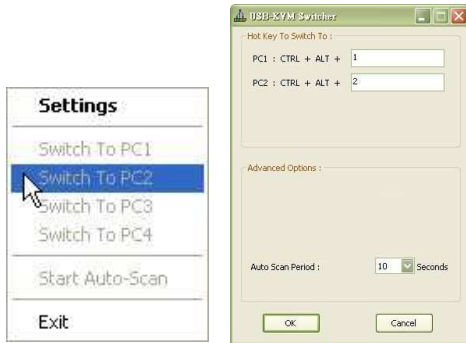 Settings
Switch To PC1
Switch To PC2
Switch To PC3
Switch To PC4
Start Auto-Scan
Exit
USB-KVM Switcher
Hot Key To Switch To :
PC1 : CTRL + ALT + 1
PC2 : CTRL + ALT + 2
Advanced Options :
Auto Scan Period : 10 Seconds
OK Cancel